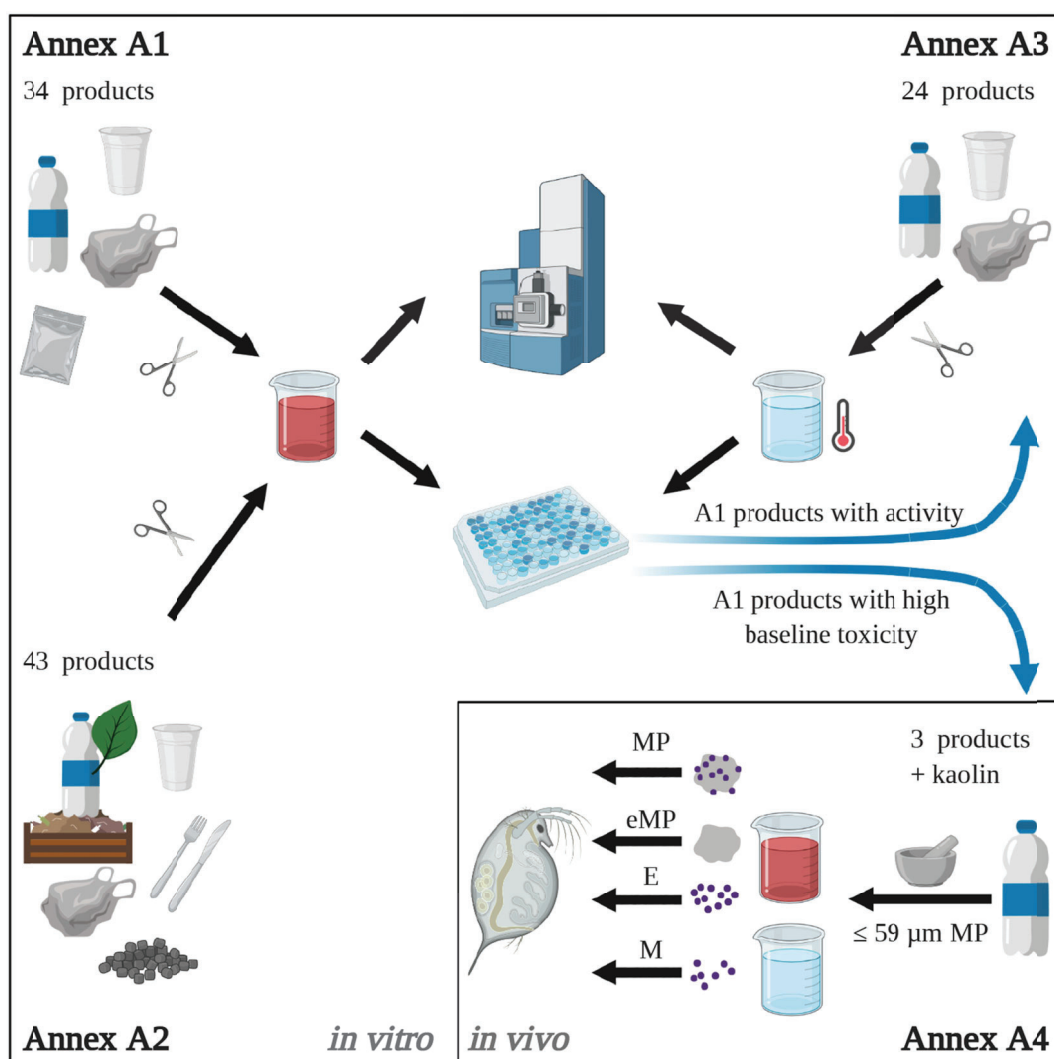 Annex A1
34 products
Annex A3
24 products
A1 products with activity
A1 products with high
baseline toxicity
43 products
Annex A2
in vitro
MP
eMP
E
M
3 products
+ kaolin
≤ 59 µm MP
in vivo
Annex A4